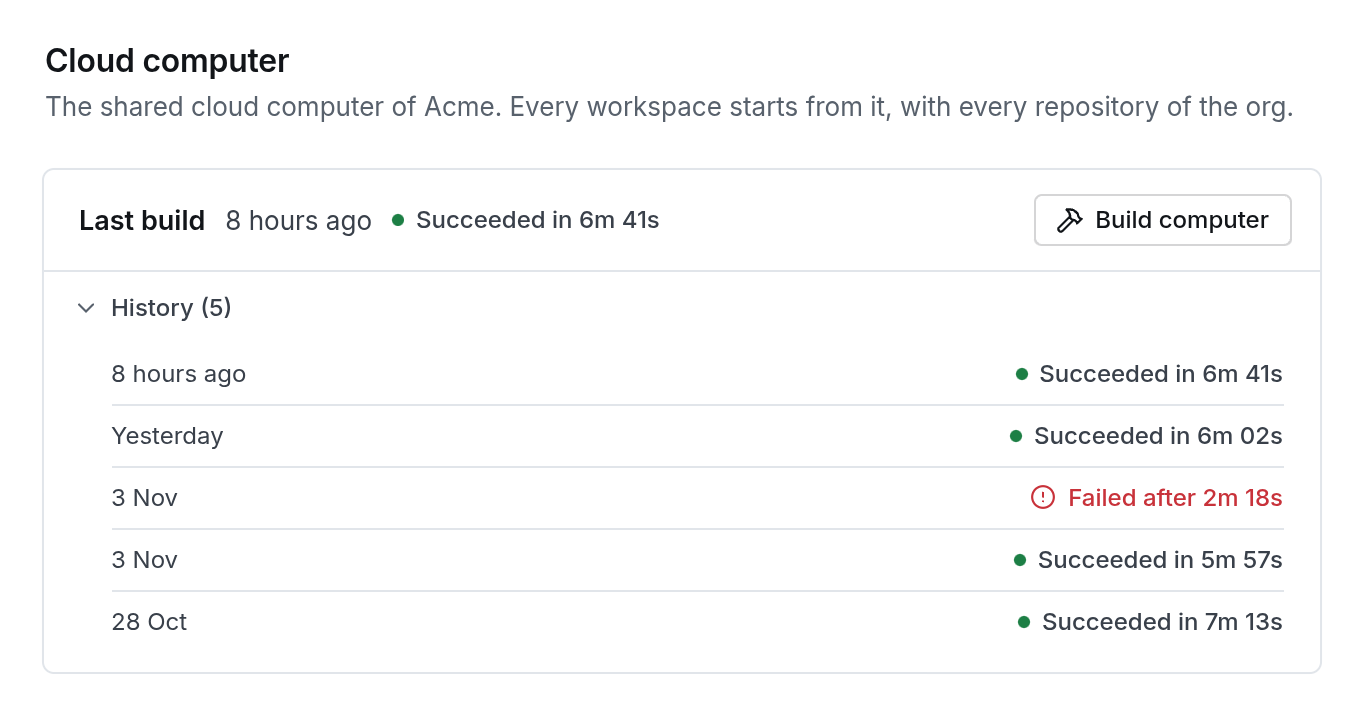 Cloud computer
The shared cloud computer of Acme. Every workspace starts from it, with every repository of the org.
Last build 8 hours ago Succeeded in 6m 41s Build computer
History (5)
8 hours ago Succeeded in 6m 41s
Yesterday Succeeded in 6m 02s
3 Nov Failed after 2m 18s
3 Nov Succeeded in 5m 57s
28 Oct Succeeded in 7m 13s